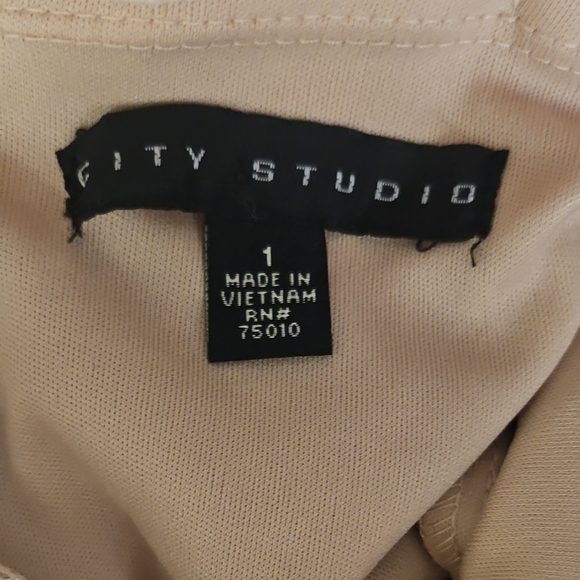 CITY STUDIO
1
MADE IN
VIETNAM
RN#
75010